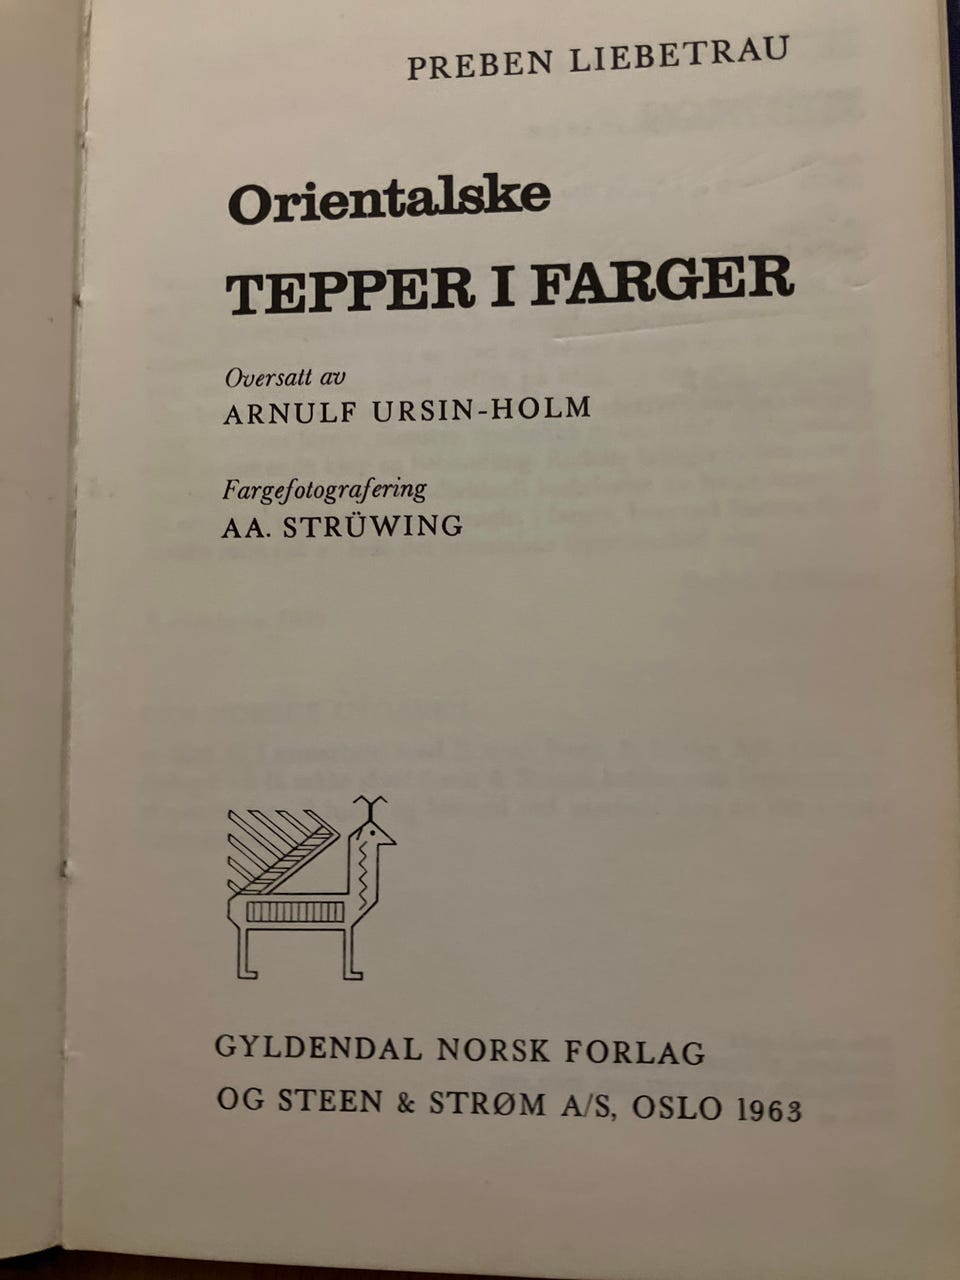 PREBEN LIEBETRAU
Orientalske
TEPPER I FARGER
Oversatt av
ARNULF URSIN-HOLM
Fargefotografering
AA. STRÜWING
GYLDENDAL NORSK FORLAG
OG STEEN & STRØM A/S, OSLO 1963